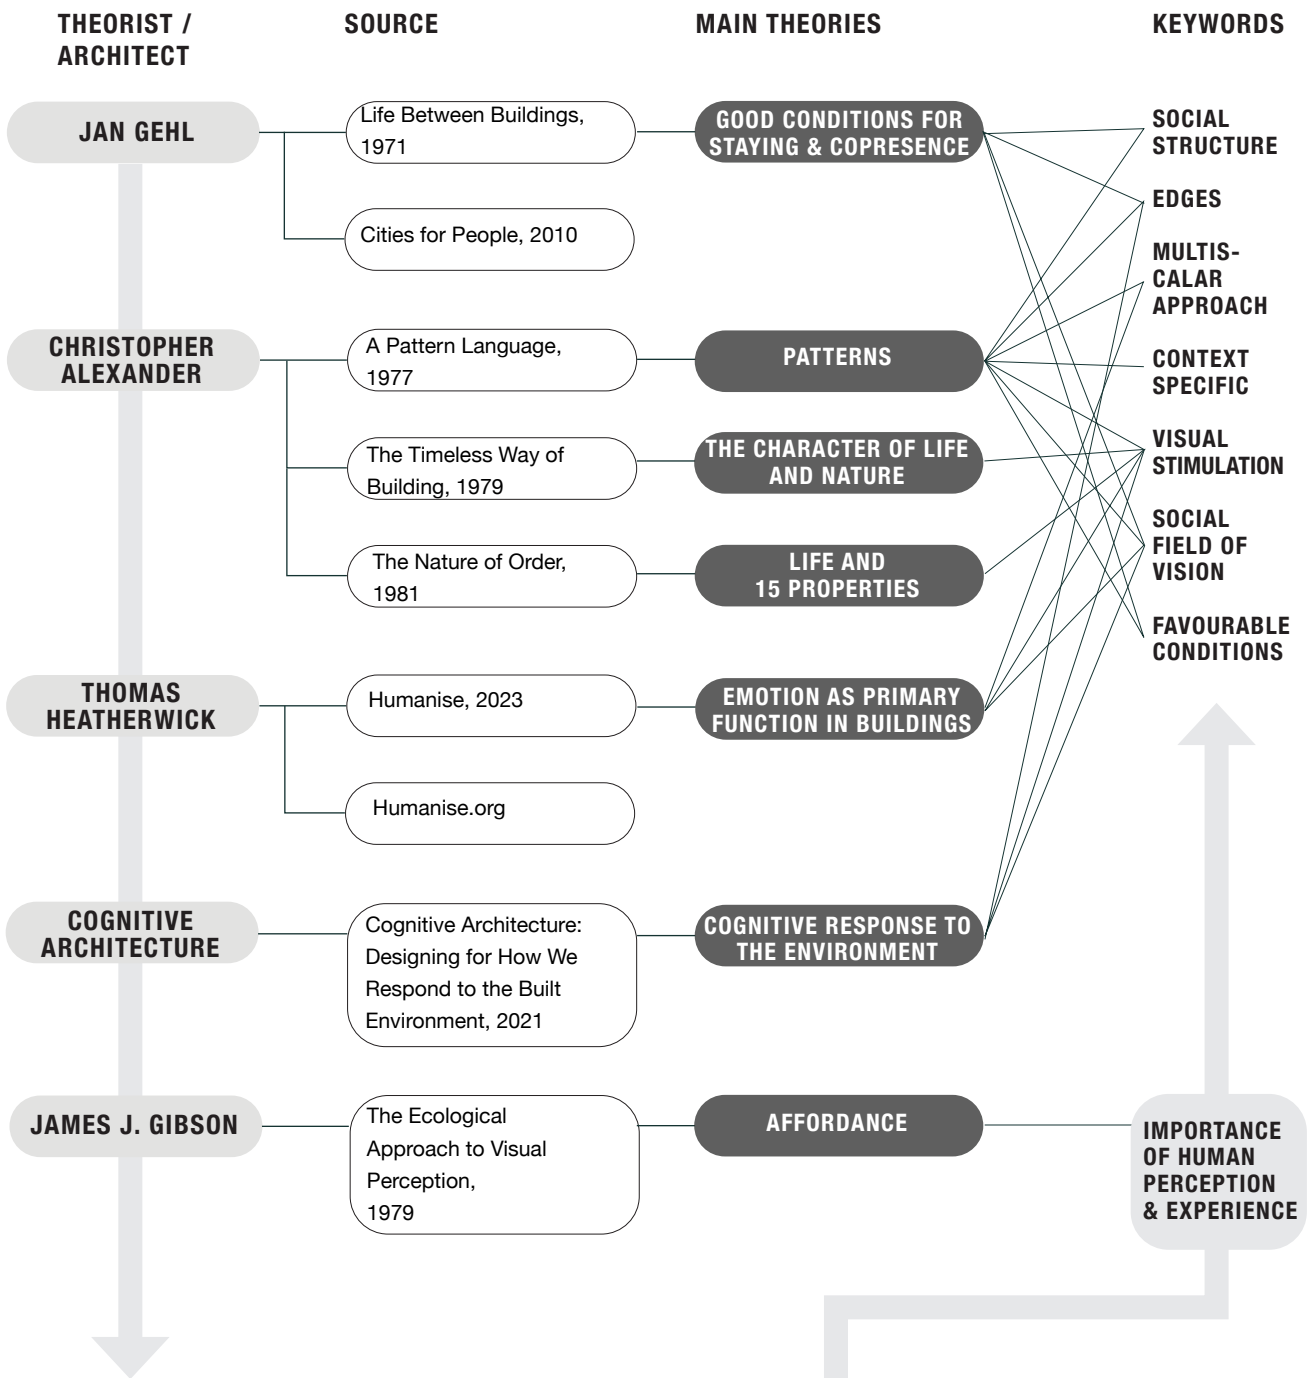 THEORIST /
ARCHITECT
SOURCE
MAIN THEORIES
KEYWORDS
JAN GEHL
Life Between Buildings,
1971
GOOD CONDITIONS FOR
STAYING & COPRESENCE
Cities for People, 2010
CHRISTOPHER
ALEXANDER
A Pattern Language,
1977
PATTERNS
The Timeless Way of
Building, 1979
THE CHARACTER OF LIFE
AND NATURE
The Nature of Order,
1981
LIFE AND
15 PROPERTIES
THOMAS
HEATHERWICK
Humanise, 2023
EMOTION AS PRIMARY
FUNCTION IN BUILDINGS
Humanise.org
COGNITIVE
ARCHITECTURE
Cognitive Architecture:
Designing for How We
Respond to the Built
Environment, 2021
COGNITIVE RESPONSE TO
THE ENVIRONMENT
JAMES J. GIBSON
The Ecological
Approach to Visual
Perception,
1979
AFFORDANCE
SOCIAL
STRUCTURE
EDGES
MULTIS-
CALAR
APPROACH
CONTEXT
SPECIFIC
VISUAL
STIMULATION
SOCIAL
FIELD OF
VISION
FAVOURABLE
CONDITIONS
IMPORTANCE
OF HUMAN
PERCEPTION
& EXPERIENCE